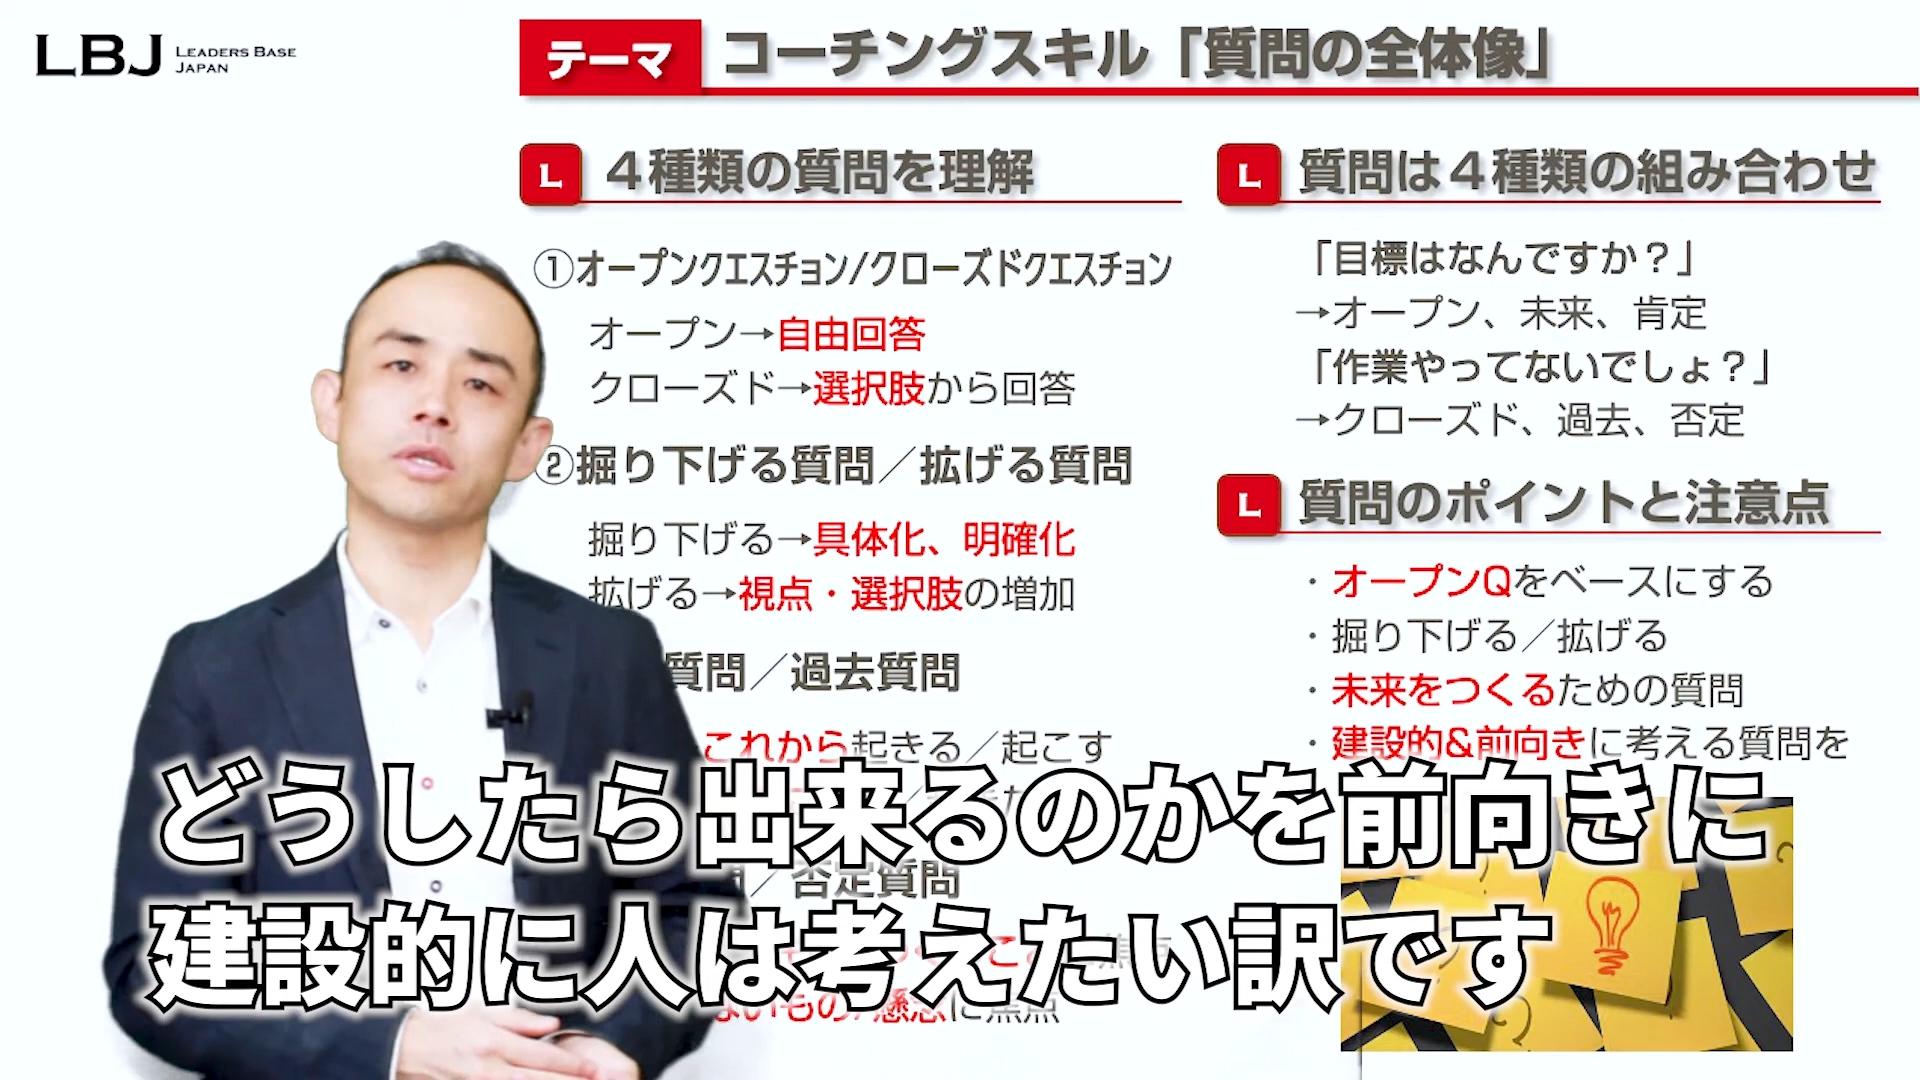 LBJ LEADERS BASE
JAPAN
テーマ コーチングスキル「質問の全体像」
L 4種類の質問を理解
①オープンクエスチョン/クローズドクエスチョン
オープン→自由回答
クローズド→選択肢から回答
②掘り下げる質問／拡げる質問
掘り下げる→具体化、明確化
拡げる→視点・選択肢の増加
質問／過去質問
これから起きる／起こす
／否定質問
ないもの/懸念に焦点
L 質問は4種類の組み合わせ
「目標はなんですか？」
→オープン、未来、肯定
「作業やってないでしょ？」
→クローズド、過去、否定
L 質問のポイントと注意点
・オープンQをベースにする
・掘り下げる／拡げる
・未来をつくるための質問
・建設的&前向きに考える質問を
どうしたら出来るのかを前向きに
建設的に人は考えたい訳です